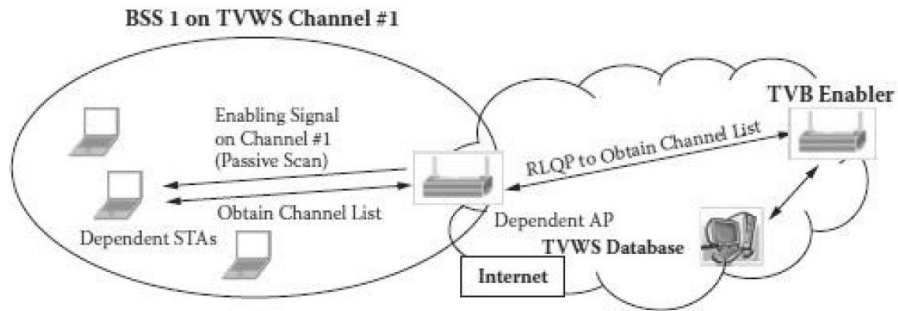 BSS 1 on TVWS Channel #1
Enabling Signal
on Channel #1
(Passive Scan)
Obtain Channel List
Dependent STAs
RLQP to Obtain Channel List
TVB Enabler
Dependent AP
TVWS Database
Internet